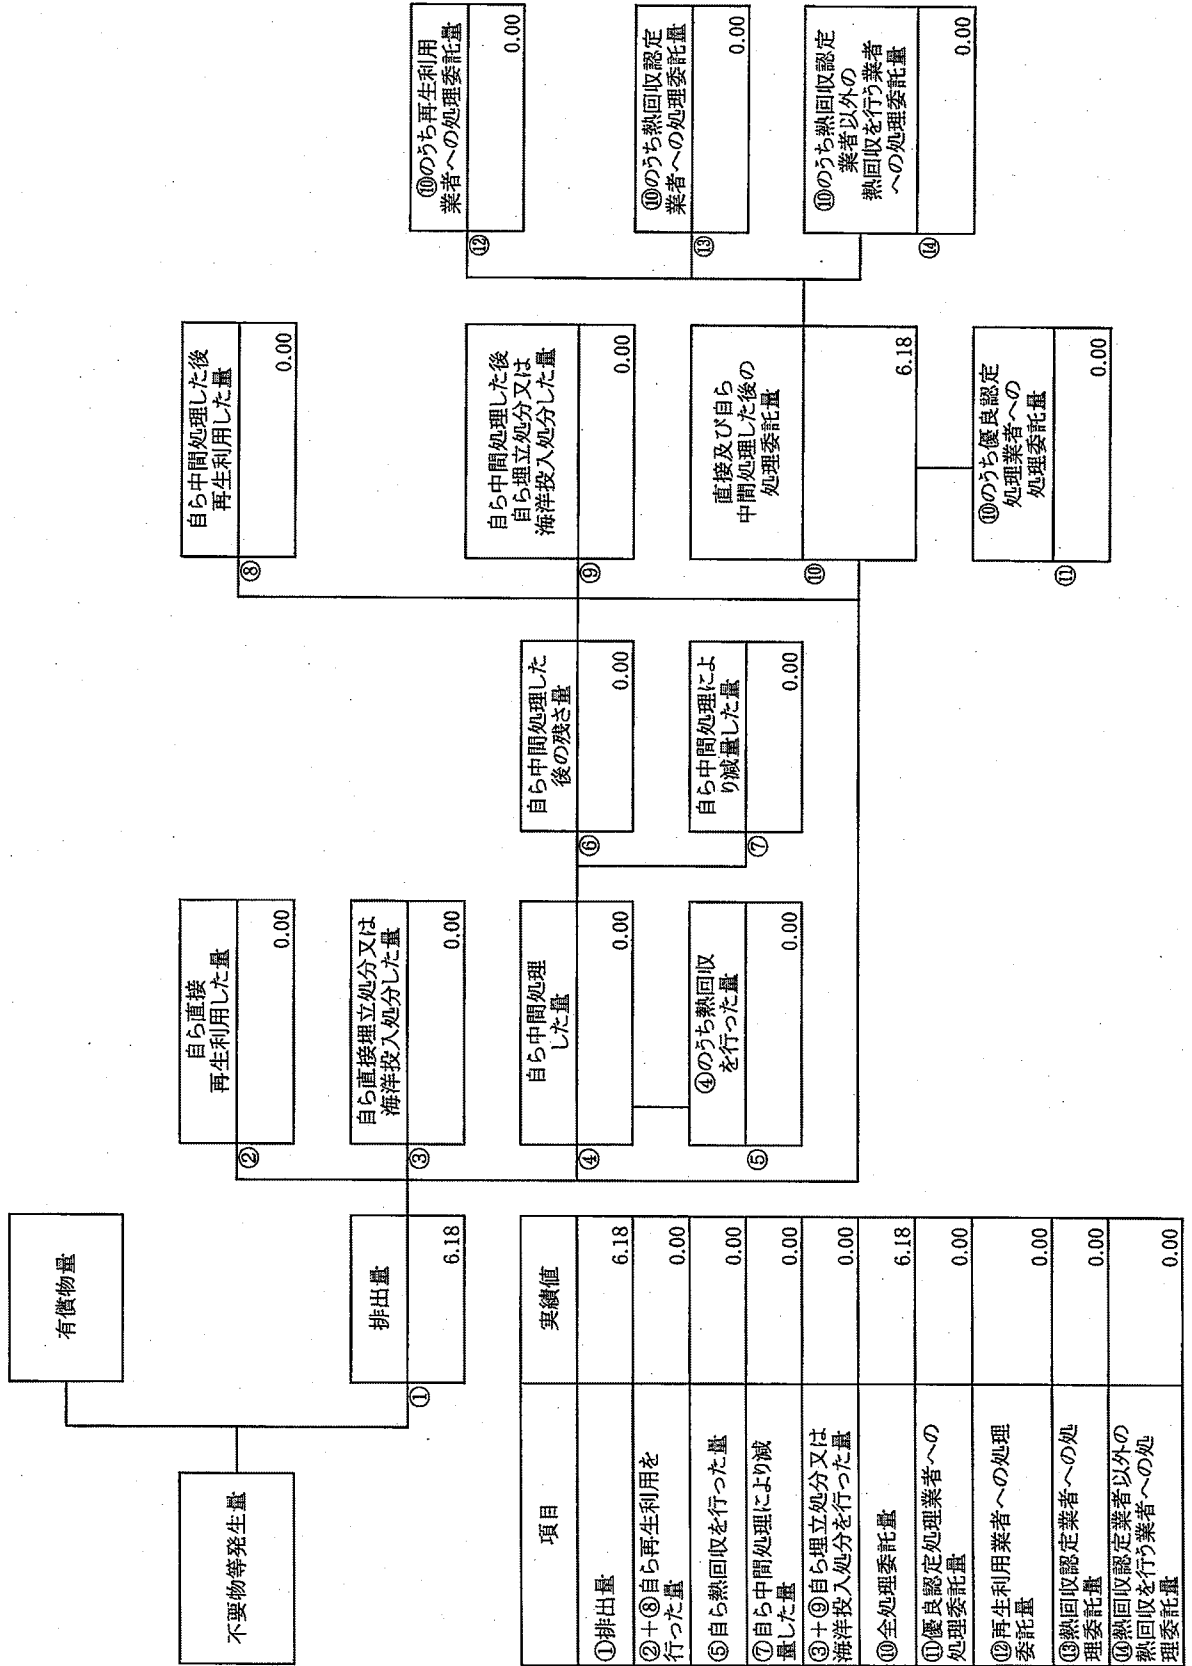 不要物等発生量
有償物量
①
排出量
6.18
②
自ら直接
再生利用した量
0.00
③
自ら直接埋立処分又は
海洋投入処分した量
0.00
④
自ら中間処理
した量
0.00
⑤
④のうち熱回収
を行った量
0.00
⑥
自ら中間処理した
後の残さ量
0.00
⑦
自ら中間処理によ
り減量した量
0.00
⑧
自ら中間処理した後
再生利用した量
0.00
⑨
自ら中間処理した後
自ら埋立処分又は
海洋投入処分した量
0.00
⑩
直接及び自ら
中間処理した後の
処理委託量
6.18
⑪
⑩のうち優良認定
処理業者への
処理委託量
0.00
⑫
⑩のうち再生利用
業者への処理委託量
0.00
⑬
⑩のうち熱回収認定
業者への処理委託量
0.00
⑭
⑩のうち熱回収認定
業者以外の
熱回収を行う業者
への処理委託量
0.00
項目
実績値
①排出量
6.18
②+⑧自ら再生利用を
行った量
0.00
⑤自ら熱回収を行った量
0.00
⑦自ら中間処理により減
量した量
0.00
③+⑨自ら埋立処分又は
海洋投入処分を行った量
0.00
⑩全処理委託量
6.18
⑪優良認定処理業者への
処理委託量
0.00
⑫再生利用業者への処理
委託量
0.00
⑬熱回収認定業者への処
理委託量
0.00
⑭熱回収認定業者以外の
熱回収を行う業者への処
理委託量
0.00